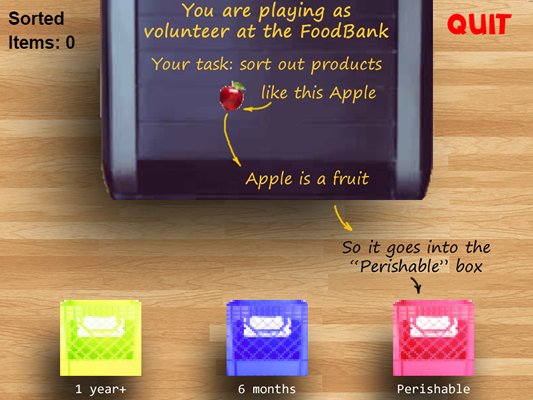 Sorted
Items: 0
QUIT
You are playing as
volunteer at the FoodBank
Your task: sort out products
like this Apple
Apple is a fruit
So it goes into the
“Perishable” box
1 year+
6 months
Perishable